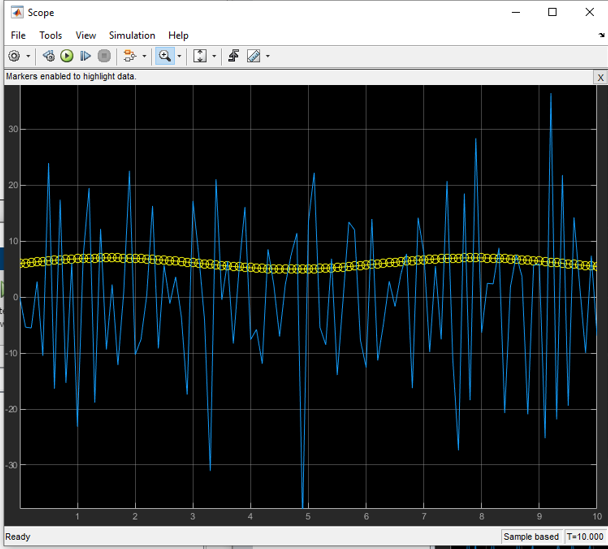 Scope
File Tools View Simulation Help
Markers enabled to highlight data.
X
30
20
10
0
-10
-20
-30
1 2 3 4 5 6 7 8 9 10
Ready
Sample based T=10.000